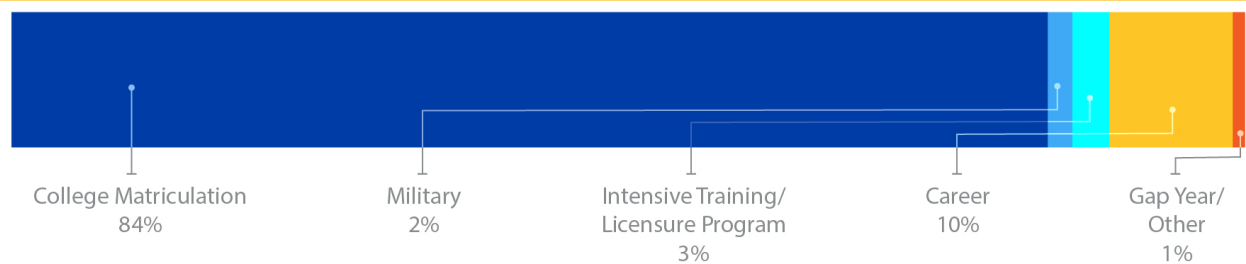 College Matriculation
84%
Military
2%
Intensive Training/
Licensure Program
3%
Career
10%
Gap Year/
Other
1%